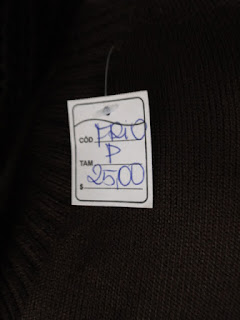 CÓD FRIO
TAM P
$ 25,00